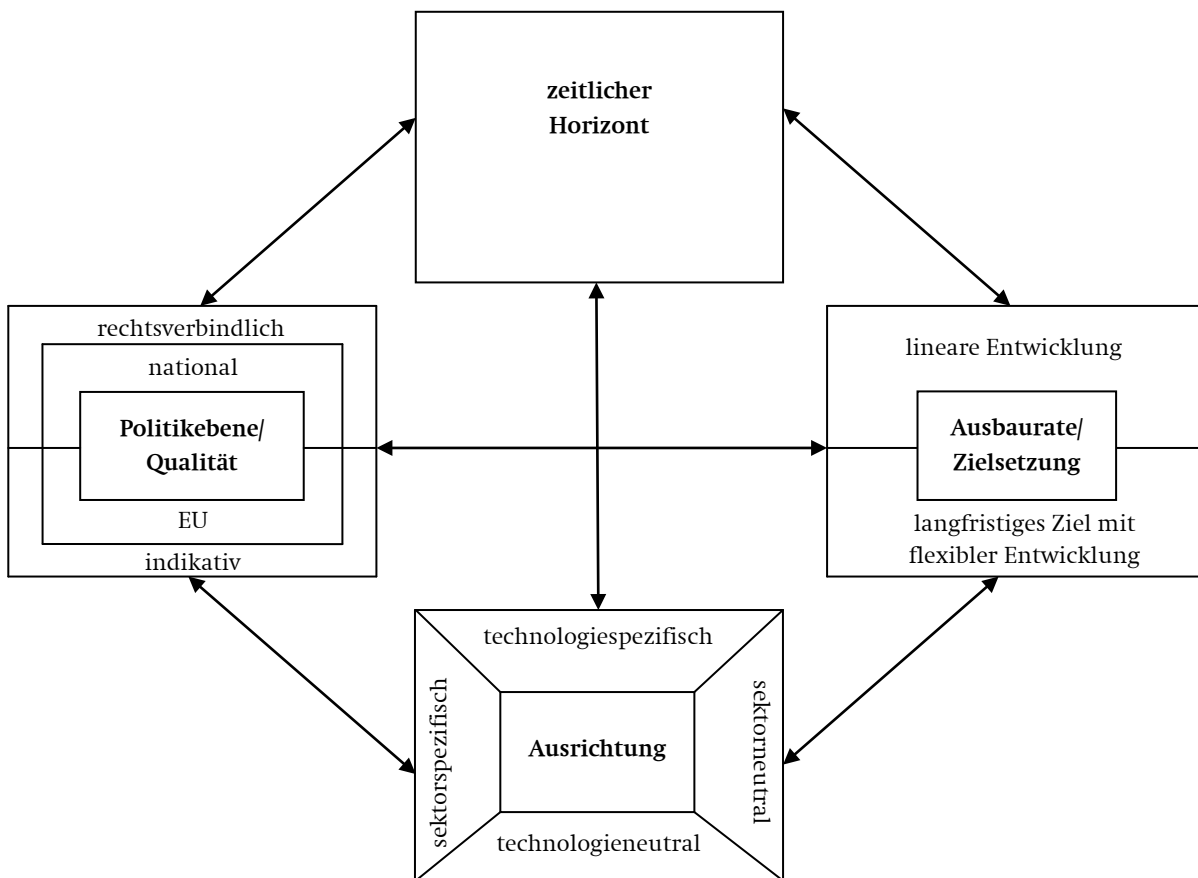 zeitlicher
Horizont
rechtsverbindlich
national
Politikebene/
Qualität
EU
indikativ
lineare Entwicklung
Ausbaurate/
Zielsetzung
langfristiges Ziel mit
flexibler Entwicklung
technologiespezifisch
sektorspezifisch
Ausrichtung
sektorneutral
technologieneutral